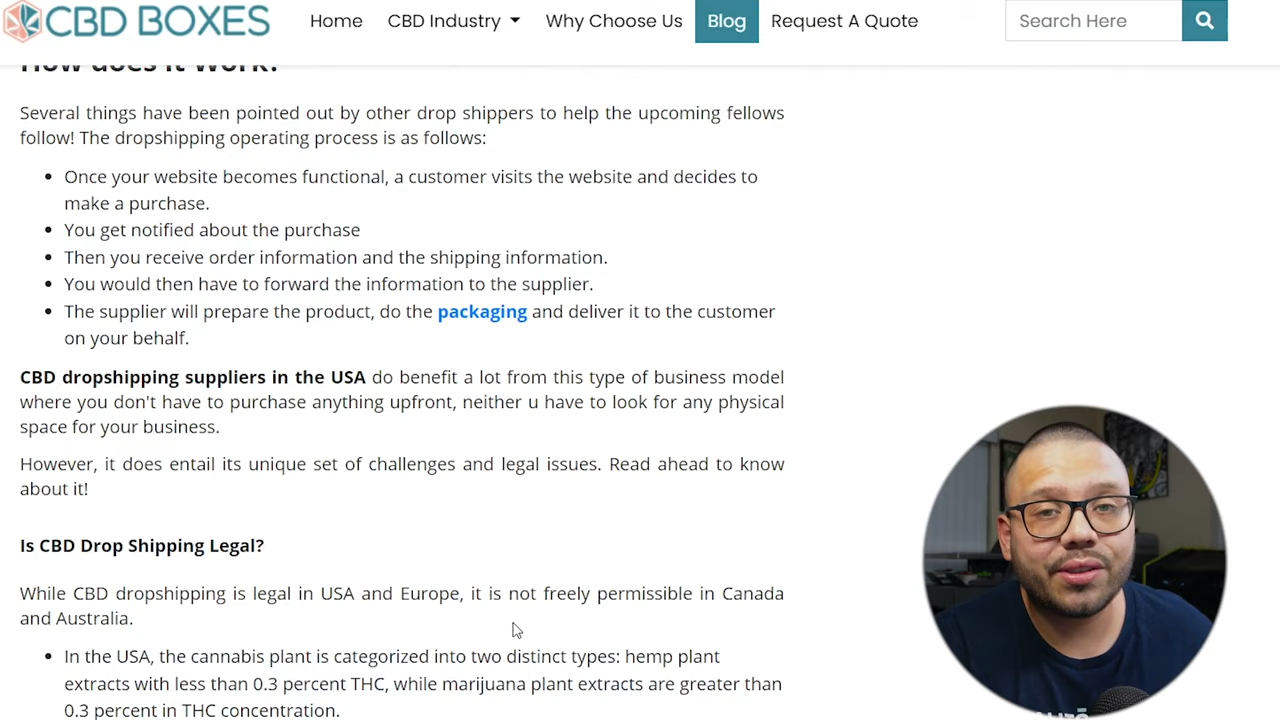 CBD BOXES
Home
CBD Industry
Why Choose Us
Blog
Request A Quote
Search Here
How does it work?
Several things have been pointed out by other drop shippers to help the upcoming fellows
follow! The dropshipping operating process is as follows:
• Once your website becomes functional, a customer visits the website and decides to
make a purchase.
• You get notified about the purchase
• Then you receive order information and the shipping information.
• You would then have to forward the information to the supplier.
• The supplier will prepare the product, do the packaging and deliver it to the customer
on your behalf.
CBD dropshipping suppliers in the USA do benefit a lot from this type of business model
where you don't have to purchase anything upfront, neither u have to look for any physical
space for your business.
However, it does entail its unique set of challenges and legal issues. Read ahead to know
about it!
Is CBD Drop Shipping Legal?
While CBD dropshipping is legal in USA and Europe, it is not freely permissible in Canada
and Australia.
• In the USA, the cannabis plant is categorized into two distinct types: hemp plant
extracts with less than 0.3 percent THC, while marijuana plant extracts are greater than
0.3 percent in THC concentration.